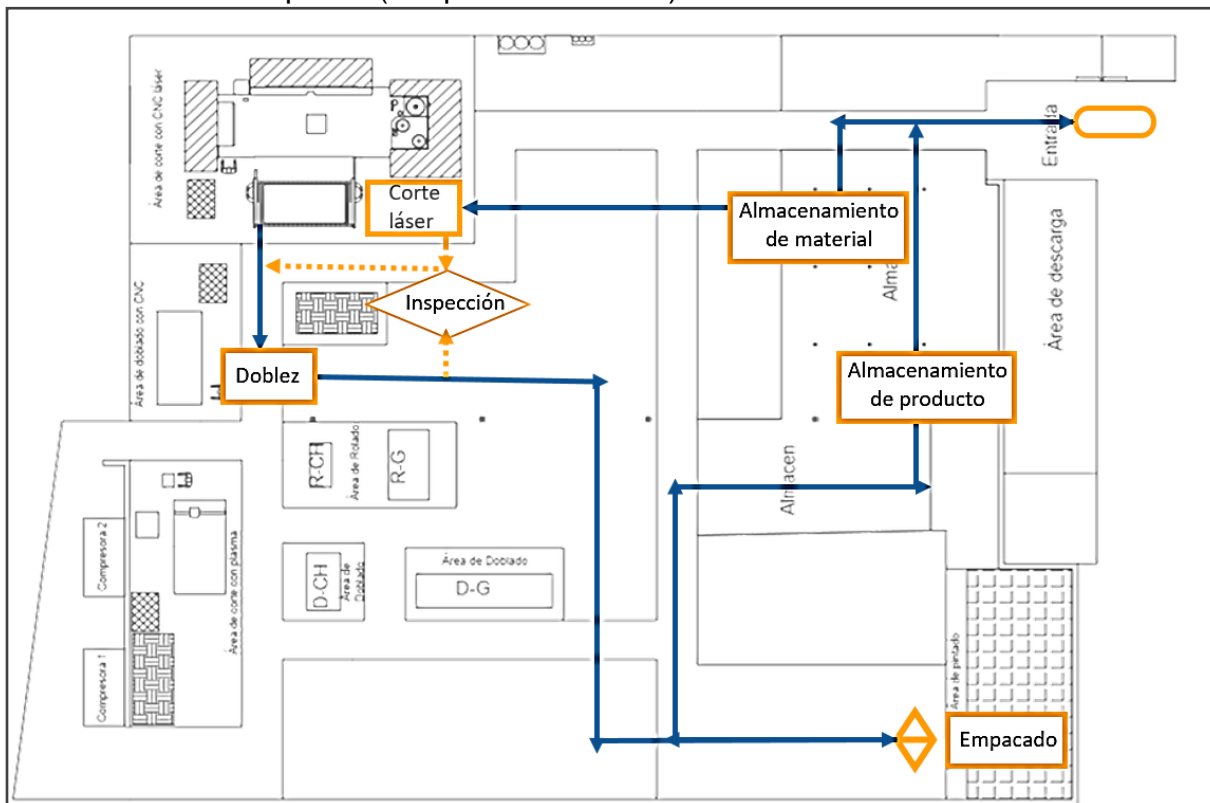 Entrada
Área de corte con CNC láser
Corte
láser
Almacenamiento
de material
Inspección
Área de descarga
Área de doblado con CNC
Doblez
Almacenamiento
de producto
R-CH
Área de Rolado
R-G
Almacen
Compresora 2
Área de corte con plasma
D-CH
Área de
Doblado
Área de Doblado
D-G
Compresora 1
Área de pintado
Empacado